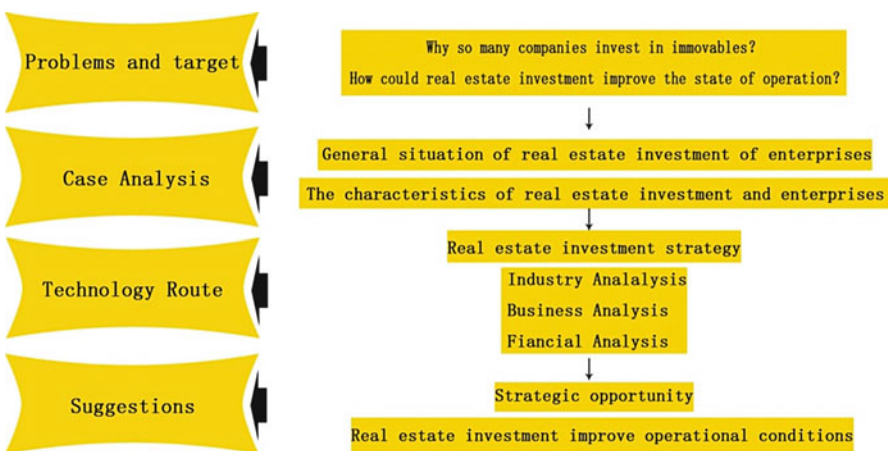 Problems and target
Why so many companies invest in immovables?
How could real estate investment improve the state of operation?
Case Analysis
General situation of real estate investment of enterprises
The characteristics of real estate investment and enterprises
Technology Route
Real estate investment strategy
Industry Analalysis
Business Analysis
Fiancial Analysis
Suggestions
Strategic opportunity
Real estate investment improve operational conditions